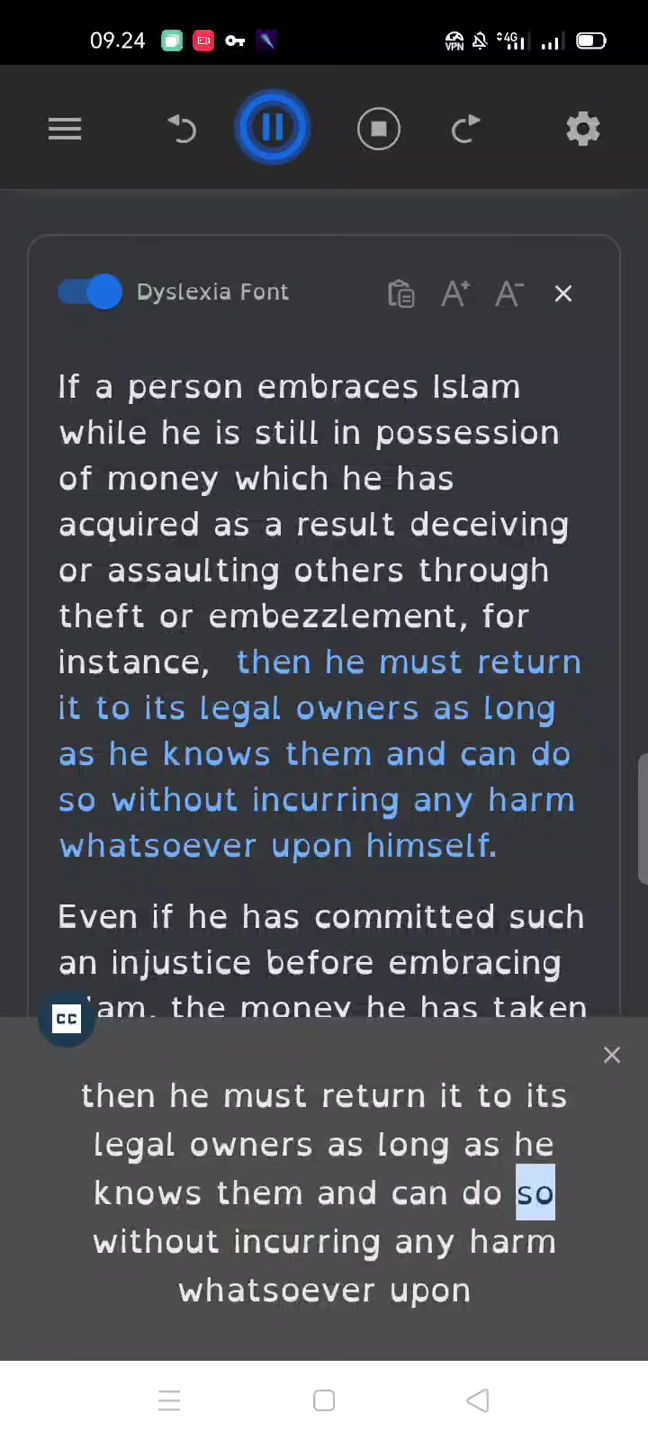 09.24
VPN
4G
Dyslexia Font
A+
A-
If a person embraces Islam
while he is still in possession
of money which he has
acquired as a result deceiving
or assaulting others through
theft or embezzlement, for
instance, then he must return
it to its legal owners as long
as he knows them and can do
so without incurring any harm
whatsoever upon himself.
Even if he has committed such
an injustice before embracing
the money he has taken
CC
then he must return it to its
legal owners as long as he
knows them and can do so
without incurring any harm
whatsoever upon